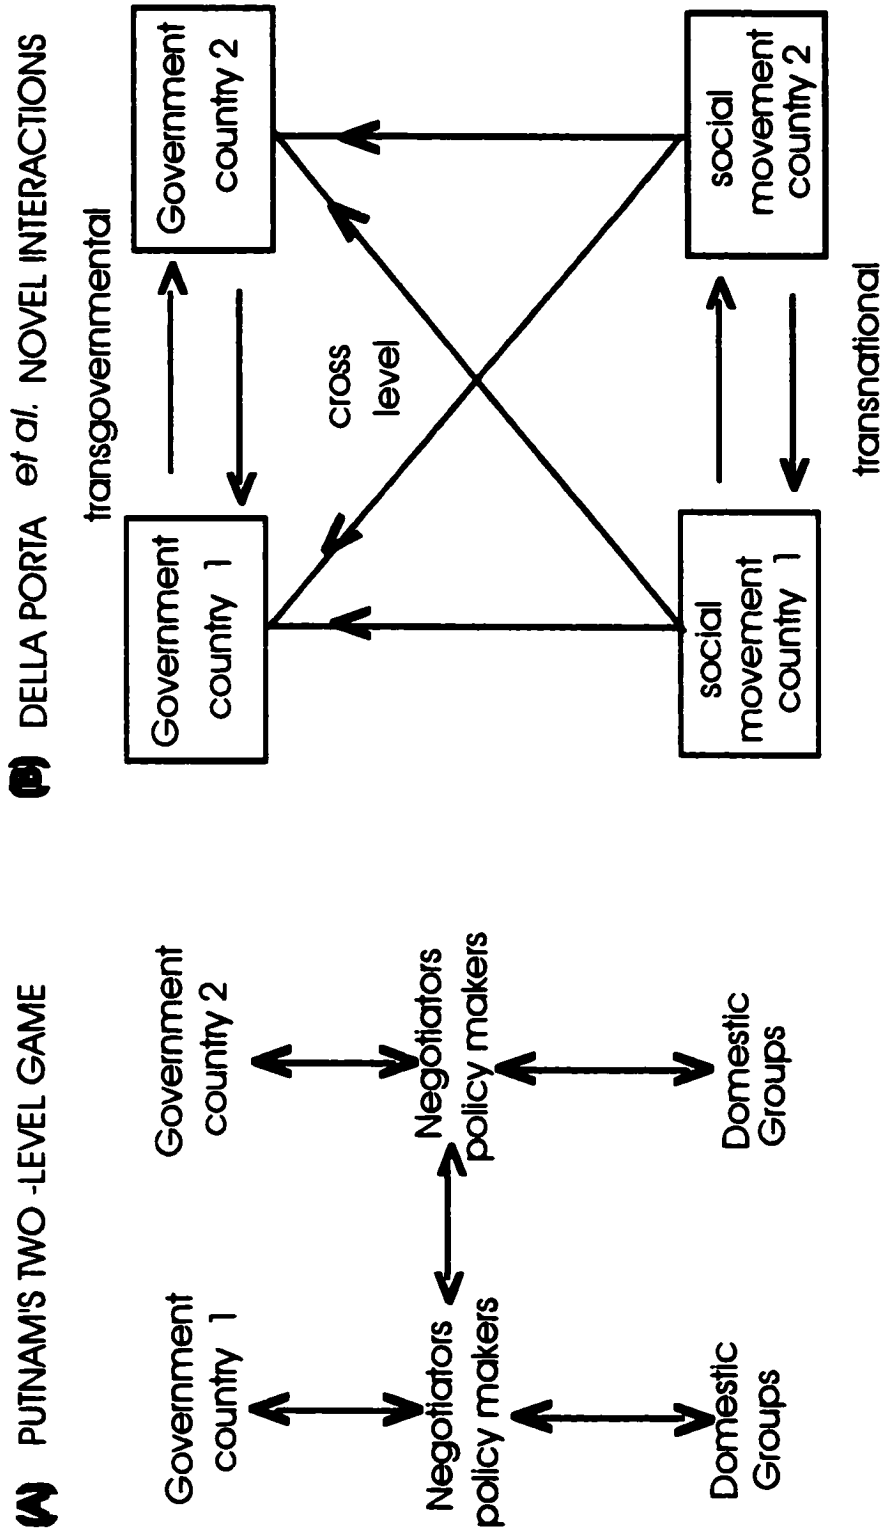 (A) PUTNAM'S TWO -LEVEL GAME
Government
country 1
Government
country 2
Negotiators
policy makers
Negotiators
policy makers
Domestic
Groups
Domestic
Groups
(B) DELLA PORTA et al. NOVEL INTERACTIONS
transgovernmental
Government
country 1
Government
country 2
cross
level
social
movement
country 1
social
movement
country 2
transnational